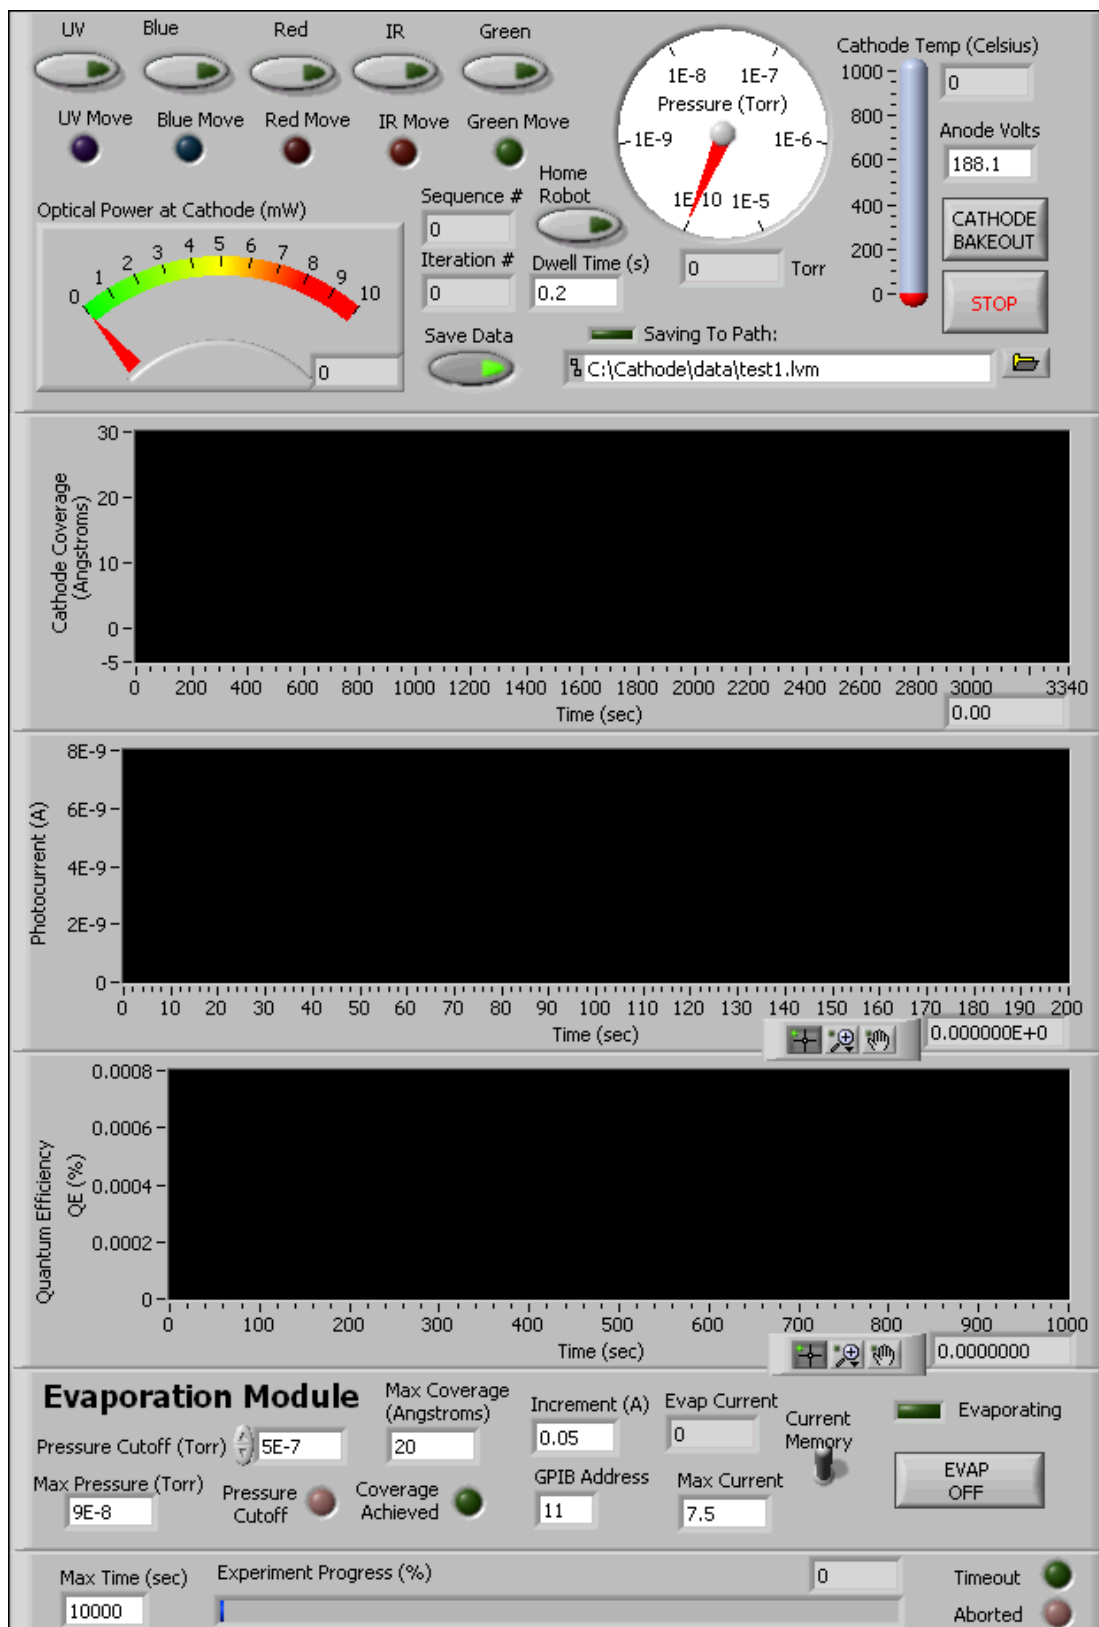 UV Blue Red IR Green
UV Move Blue Move Red Move IR Move Green Move
Optical Power at Cathode (mW)
0 1 2 3 4 5 6 7 8 9 10
0
Sequence #
0
Iteration #
0
Home
Robot
Dwell Time (s)
0.2
Save Data
Saving To Path:
C:\Cathode\data\test1.lvm
1E-8 1E-7
Pressure (Torr)
1E-9 1E-6
1E-10 1E-5
0 Torr
Cathode Temp (Celsius)
1000
800
600
400
200
0
0
Anode Volts
188.1
CATHODE
BAKEOUT
STOP
Cathode Coverage
(Angstroms)
30
20
10
0
-5
0 200 400 600 800 1000 1200 1400 1600 1800 2000 2200 2400 2600 2800 3000 3340
Time (sec)
0.00
Photocurrent (A)
8E-9
6E-9
4E-9
2E-9
0
0 10 20 30 40 50 60 70 80 90 100 110 120 130 140 150 160 170 180 190 200
Time (sec)
0.000000E+0
Quantum Efficiency
QE (%)
0.0008
0.0006
0.0004
0.0002
0
0 100 200 300 400 500 600 700 800 900 1000
Time (sec)
0.0000000
Evaporation Module
Pressure Cutoff (Torr) 5E-7
Max Pressure (Torr)
9E-8
Pressure
Cutoff
Max Coverage
(Angstroms)
20
Coverage
Achieved
Increment (A)
0.05
GPIB Address
11
Evap Current
0
Max Current
7.5
Current
Memory
Evaporating
EVAP
OFF
Max Time (sec)
10000
Experiment Progress (%)
0
Timeout
Aborted